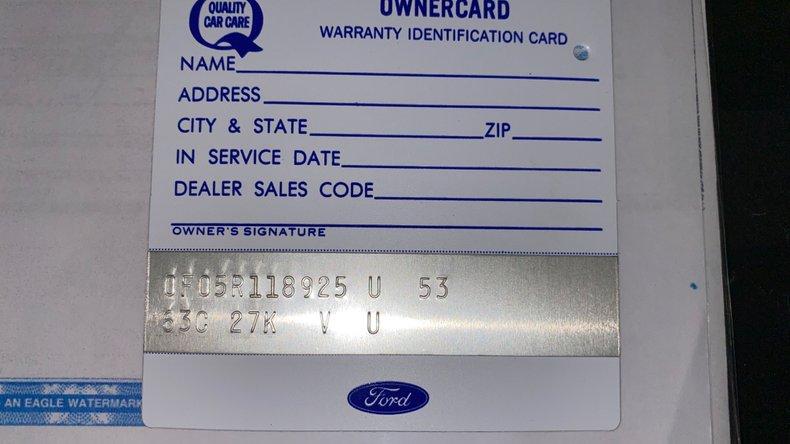 QUALITY
CAR CARE
OWNERCARD
WARRANTY IDENTIFICATION CARD
NAME
ADDRESS
CITY & STATE ZIP
IN SERVICE DATE
DEALER SALES CODE
OWNER'S SIGNATURE
0F05R118925 U 53
63C 27K V U
Ford
AN EAGLE WATERMARK